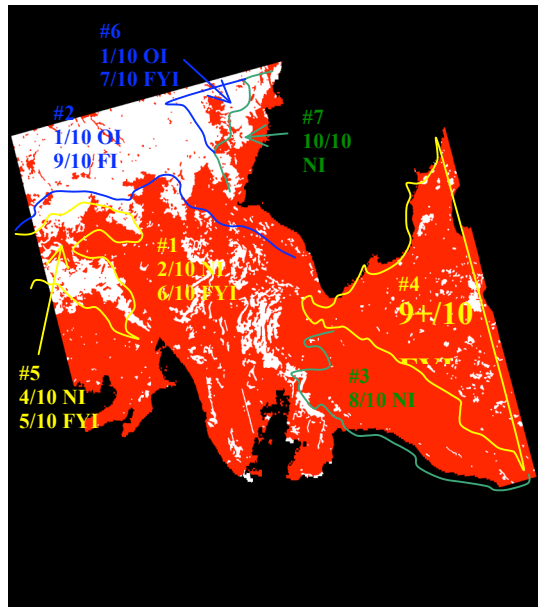 #6
1/10 OI
7/10 FYI
#2
1/10 OI
9/10 FI
#7
10/10
NI
#1
2/10 NI
6/10 FYI
#4
9+/10
#5
4/10 NI
5/10 FYI
#3
8/10 NI